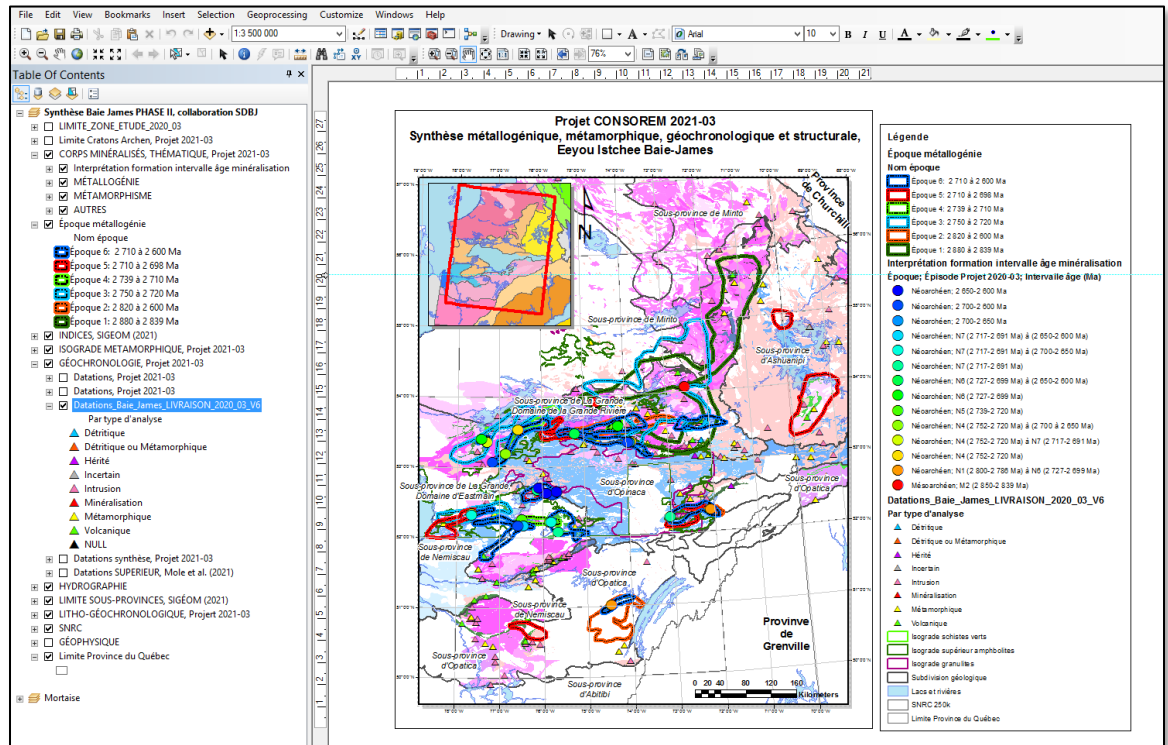 File Edit View Bookmarks Insert Selection Geoprocessing Customize Windows Help
1:3 500 000
Drawing
Arial
10
B I U A
76%
Table Of Contents
Synthèse Baie James PHASE II, collaboration SDBJ
LIMITE_ZONE_ETUDE_2020_03
Limite Cratons Archen, Projet 2021-03
CORPS MINÉRALISÉS, THÉMATIQUE, Projet 2021-03
Interprétation formation intervalle âge minéralisation
MÉTALLOGÉNIE
MÉTAMORPHISME
AUTRES
Époque métallogénie
Nom époque
Époque 6: 2 710 à 2 600 Ma
Époque 5: 2 710 à 2 698 Ma
Époque 4: 2 739 à 2 710 Ma
Époque 3: 2 750 à 2 720 Ma
Époque 2: 2 820 à 2 600 Ma
Époque 1: 2 880 à 2 839 Ma
INDICES, SIGEOM (2021)
ISOGRADE METAMORPHIQUE, Projet 2021-03
GÉOCHRONOLOGIE, Projet 2021-03
Datations, Projet 2021-03
Datations, Projet 2021-03
Datations_Baie_James_LIVRAISON_2020_03_V6
Par type d'analyse
Détritique
Détritique ou Métamorphique
Hérité
Incertain
Intrusion
Minéralisation
Métamorphique
Volcanique
NULL
Datations synthèse, Projet 2021-03
Datations SUPERIEUR, Mole et al. (2021)
HYDROGRAPHIE
LIMITE SOUS-PROVINCES, SIGÉOM (2021)
LITHO-GÉOCHRONOLOGIQUE, Projert 2021-03
SNRC
GÉOPHYSIQUE
Limite Province du Québec
Mortaise
1 2 3 4 5 6 7 8 9 10 11 12 13 14 15 16 17 18 19 20 21
Projet CONSOREM 2021-03
Synthèse métallogénique, métamorphique, géochronologique et structurale,
Eeyou Istchee Baie-James
N
Province
de Churchill
Sous-province de Minto
Sous-province de Minto
Sous-province
d'Ashuanipi
Sous-province de La Grande
Domaine de la Grande Rivière
Sous-province de La Grande
Domaine d'Eastmain
Sous-province
d'Opinaca
Sous-province
d'Opatica
Sous-province
de Nemiscau
Sous-province
d'Opatica
Sous-province
de Nemiscau
Provinve
de
Grenville
Sous-province
d'Opatica
Sous-province
d'Abitibi
0 20 40 80 120 160
Kilometers
Légende
Époque métallogénie
Nom époque
Époque 6: 2 710 à 2 600 Ma
Époque 5: 2 710 à 2 698 Ma
Époque 4: 2 739 à 2 710 Ma
Époque 3: 2 750 à 2 720 Ma
Époque 2: 2 820 à 2 600 Ma
Époque 1: 2 880 à 2 839 Ma
Interprétation formation intervalle âge minéralisation
Époque; Épisode Projet 2020-03; Intervalle âge (Ma)
Néoarchéen; 2 650-2 600 Ma
Néoarchéen; 2 700-2 600 Ma
Néoarchéen; 2 700-2 650 Ma
Néoarchéen; N7 (2 717-2 691 Ma) à (2 650-2 600 Ma)
Néoarchéen; N7 (2 717-2 691 Ma) à (2 700-2 650 Ma)
Néoarchéen; N7 (2 717-2 691 Ma)
Néoarchéen; N6 (2 727-2 699 Ma) à (2 650-2 600 Ma)
Néoarchéen; N6 (2 727-2 699 Ma)
Néoarchéen; N5 (2 739-2 720 Ma)
Néoarchéen; N4 (2 752-2 720 Ma) à (2 700 à 2 650 Ma)
Néoarchéen; N4 (2 752-2 720 Ma) à N7 (2 717-2 691 Ma)
Néoarchéen; N4 (2 752-2 720 Ma)
Néoarchéen; N1 (2 800-2 786 Ma) à N6 (2 727-2 699 Ma)
Mésoarchéen; M2 (2 850-2 839 Ma)
Datations_Baie_James_LIVRAISON_2020_03_V6
Par type d'analyse
Détritique
Détritique ou Métamorphique
Hérité
Incertain
Intrusion
Minéralisation
Métamorphique
Volcanique
Isograde schistes verts
Isograde supérieur amphbolites
Isograde granulites
Subdivision géologique
Lacs et rivières
SNRC 250k
Limite Province du Québec